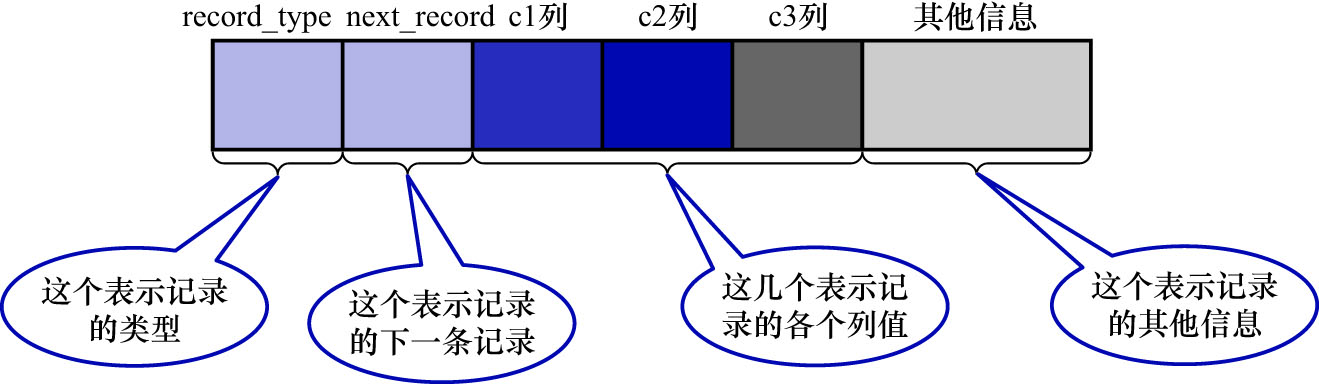 record_type next_record c1列 c2列 c3列 其他信息
这个表示记录
的类型
这个表示记录
的下一条记录
这几个表示记
录的各个列值
这个表示记录
的其他信息